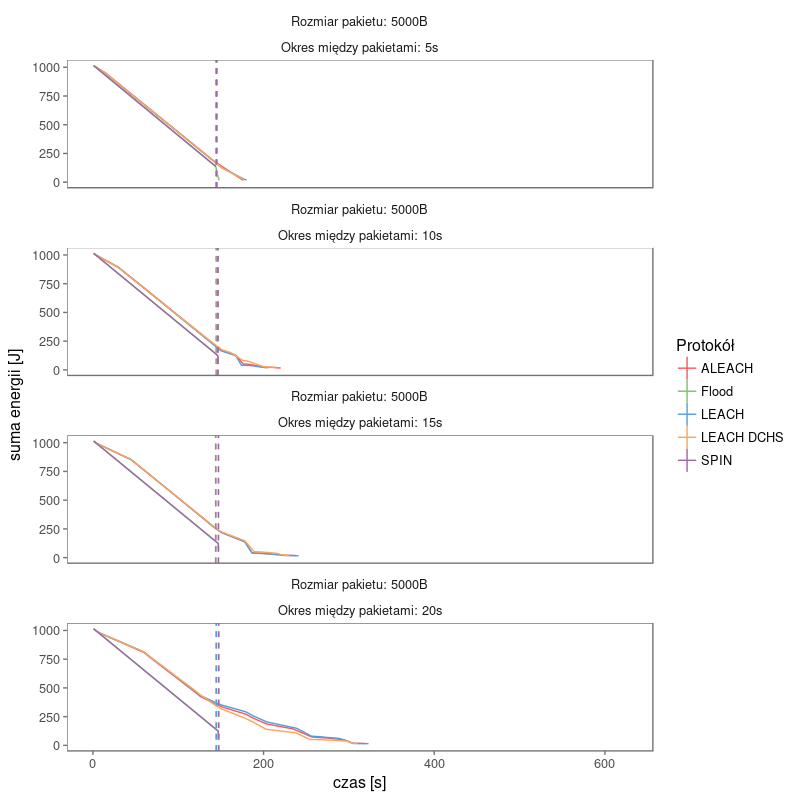 Rozmiar pakietu: 5000B
Okres między pakietami: 5s
1000
750
500
250
0
Rozmiar pakietu: 5000B
Okres między pakietami: 10s
1000
750
500
250
0
Rozmiar pakietu: 5000B
Okres między pakietami: 15s
1000
750
500
250
0
Rozmiar pakietu: 5000B
Okres między pakietami: 20s
1000
750
500
250
0
0 200 400 600
czas [s]
suma energii [J]
Protokół
ALEACH
Flood
LEACH
LEACH DCHS
SPIN